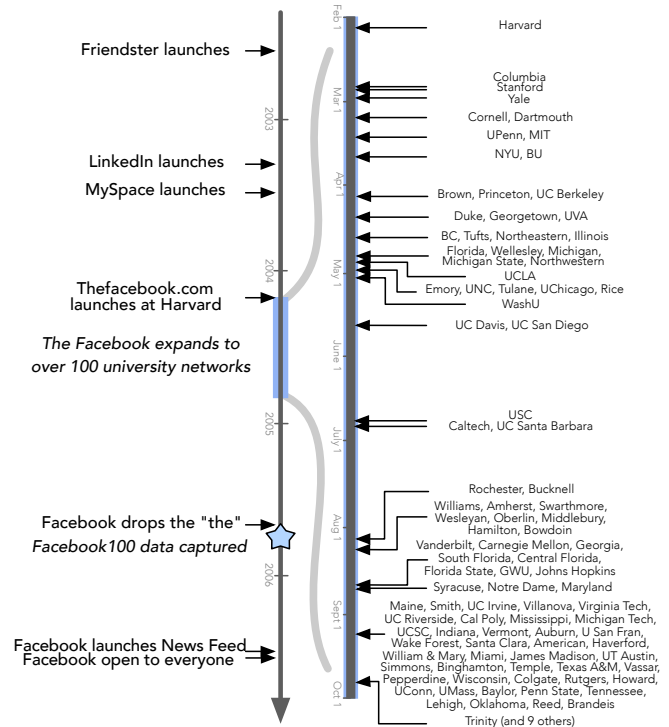 Friendster launches
2003
LinkedIn launches
MySpace launches
2004
Thefacebook.com
launches at Harvard
The Facebook expands to
over 100 university networks
2005
Facebook drops the "the"
Facebook100 data captured
2006
Facebook launches News Feed
Facebook open to everyone
Feb 1
Mar 1
Apr 1
May 1
June 1
July 1
Aug 1
Sept 1
Oct 1
Harvard
Columbia
Stanford
Yale
Cornell, Dartmouth
UPenn, MIT
NYU, BU
Brown, Princeton, UC Berkeley
Duke, Georgetown, UVA
BC, Tufts, Northeastern, Illinois
Florida, Wellesley, Michigan,
Michigan State, Northwestern
UCLA
Emory, UNC, Tulane, UChicago, Rice
WashU
UC Davis, UC San Diego
USC
Caltech, UC Santa Barbara
Rochester, Bucknell
Williams, Amherst, Swarthmore,
Wesleyan, Oberlin, Middlebury,
Hamilton, Bowdoin
Vanderbilt, Carnegie Mellon, Georgia,
South Florida, Central Florida,
Florida State, GWU, Johns Hopkins
Syracuse, Notre Dame, Maryland
Maine, Smith, UC Irvine, Villanova, Virginia Tech,
UC Riverside, Cal Poly, Mississippi, Michigan Tech,
UCSC, Indiana, Vermont, Auburn, U San Fran,
Wake Forest, Santa Clara, American, Haverford,
William & Mary, Miami, James Madison, UT Austin,
Simmons, Binghamton, Temple, Texas A&M, Vassar,
Pepperdine, Wisconsin, Colgate, Rutgers, Howard,
UConn, UMass, Baylor, Penn State, Tennessee,
Lehigh, Oklahoma, Reed, Brandeis
Trinity (and 9 others)